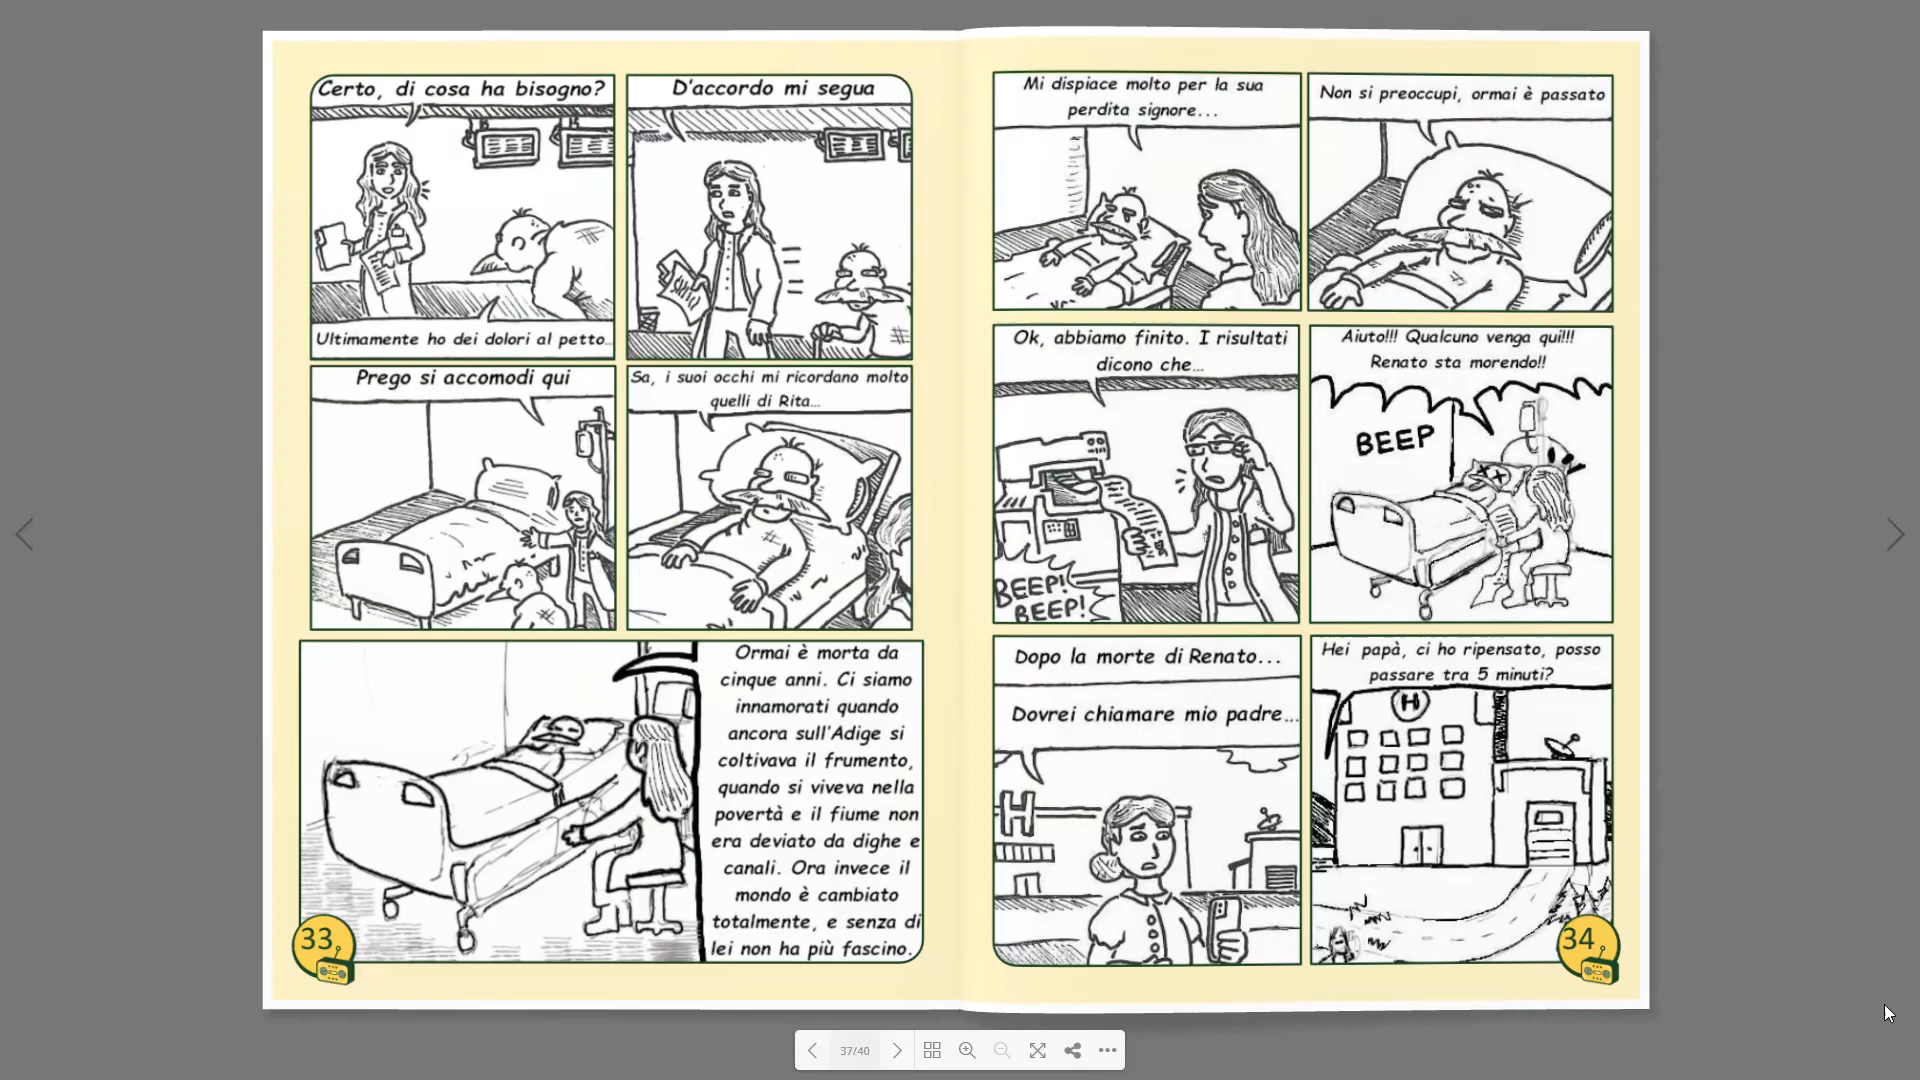 Certo, di cosa ha bisogno?
Ultimamente ho dei dolori al petto...
D'accordo mi segua
Prego si accomodi qui
Sa, i suoi occhi mi ricordano molto
quelli di Rita...
Ormai è morta da
cinque anni. Ci siamo
innamorati quando
ancora sull'Adige si
coltivava il frumento,
quando si viveva nella
povertà e il fiume non
era deviato da dighe e
canali. Ora invece il
mondo è cambiato
totalmente, e senza di
lei non ha più fascino.
33
Mi dispiace molto per la sua
perdita signore...
Non si preoccupi, ormai è passato
Ok, abbiamo finito. I risultati
dicono che...
BEEP!
BEEP!
Aiuto!!! Qualcuno venga qui!!!
Renato sta morendo!!
BEEP
Dopo la morte di Renato...
Dovrei chiamare mio padre...
H
Hei papà, ci ho ripensato, posso
passare tra 5 minuti?
H
34
37/40